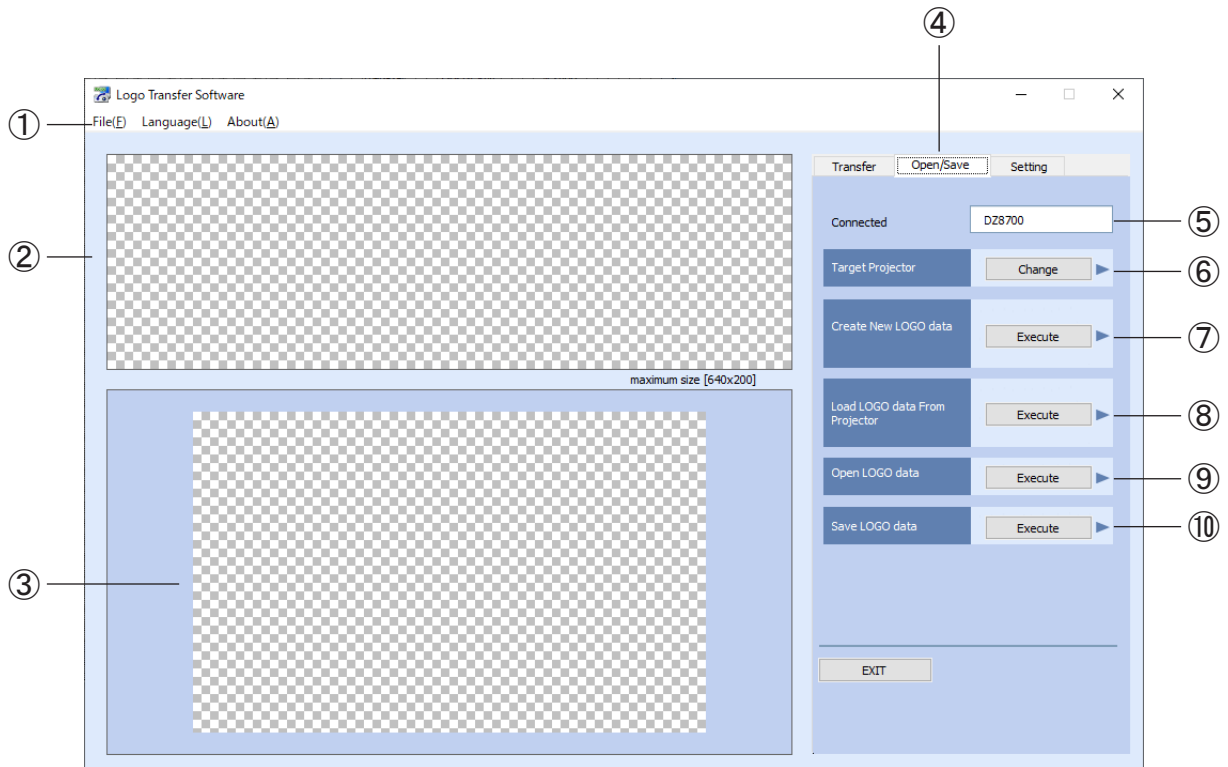 ④
Logo Transfer Software
① File(F) Language(L) About(A)
Transfer Open/Save Setting
Connected DZ8700 ⑤
② Target Projector Change ⑥
Create New LOGO data Execute ⑦
maximum size [640x200]
Load LOGO data From
Projector
Execute ⑧
Open LOGO data Execute ⑨
Save LOGO data Execute ⑩
③
EXIT